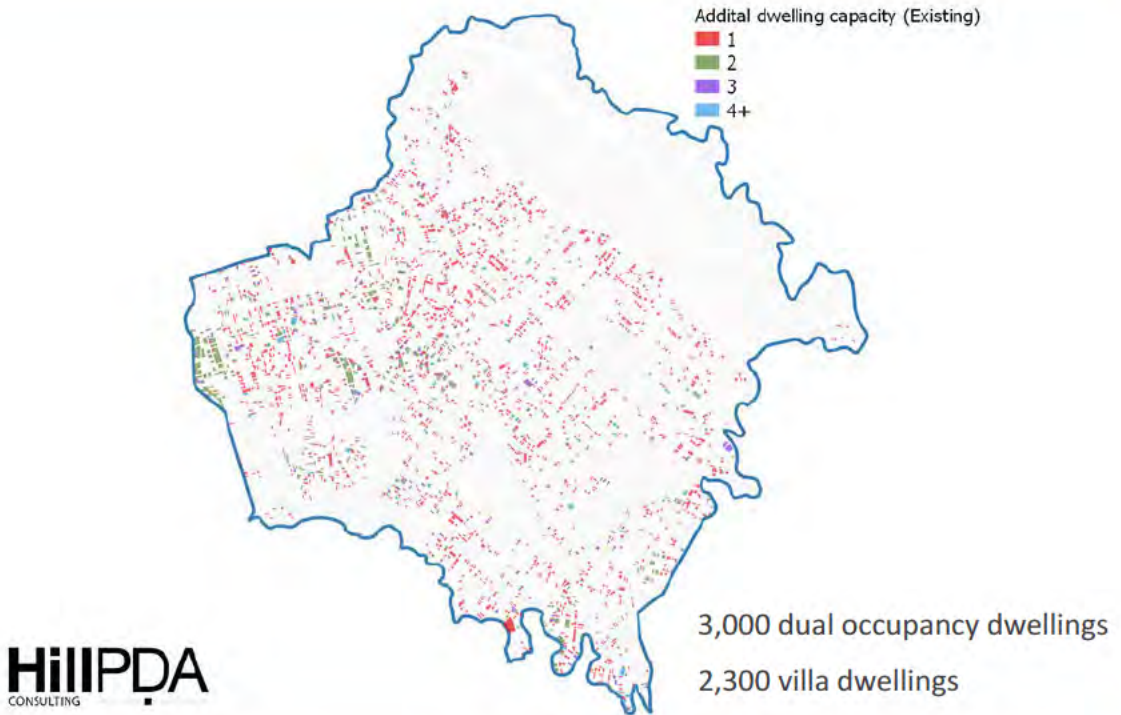 Addital dwelling capacity (Existing)
1
2
3
4+
3,000 dual occupancy dwellings
2,300 villa dwellings
HillPDA
CONSULTING